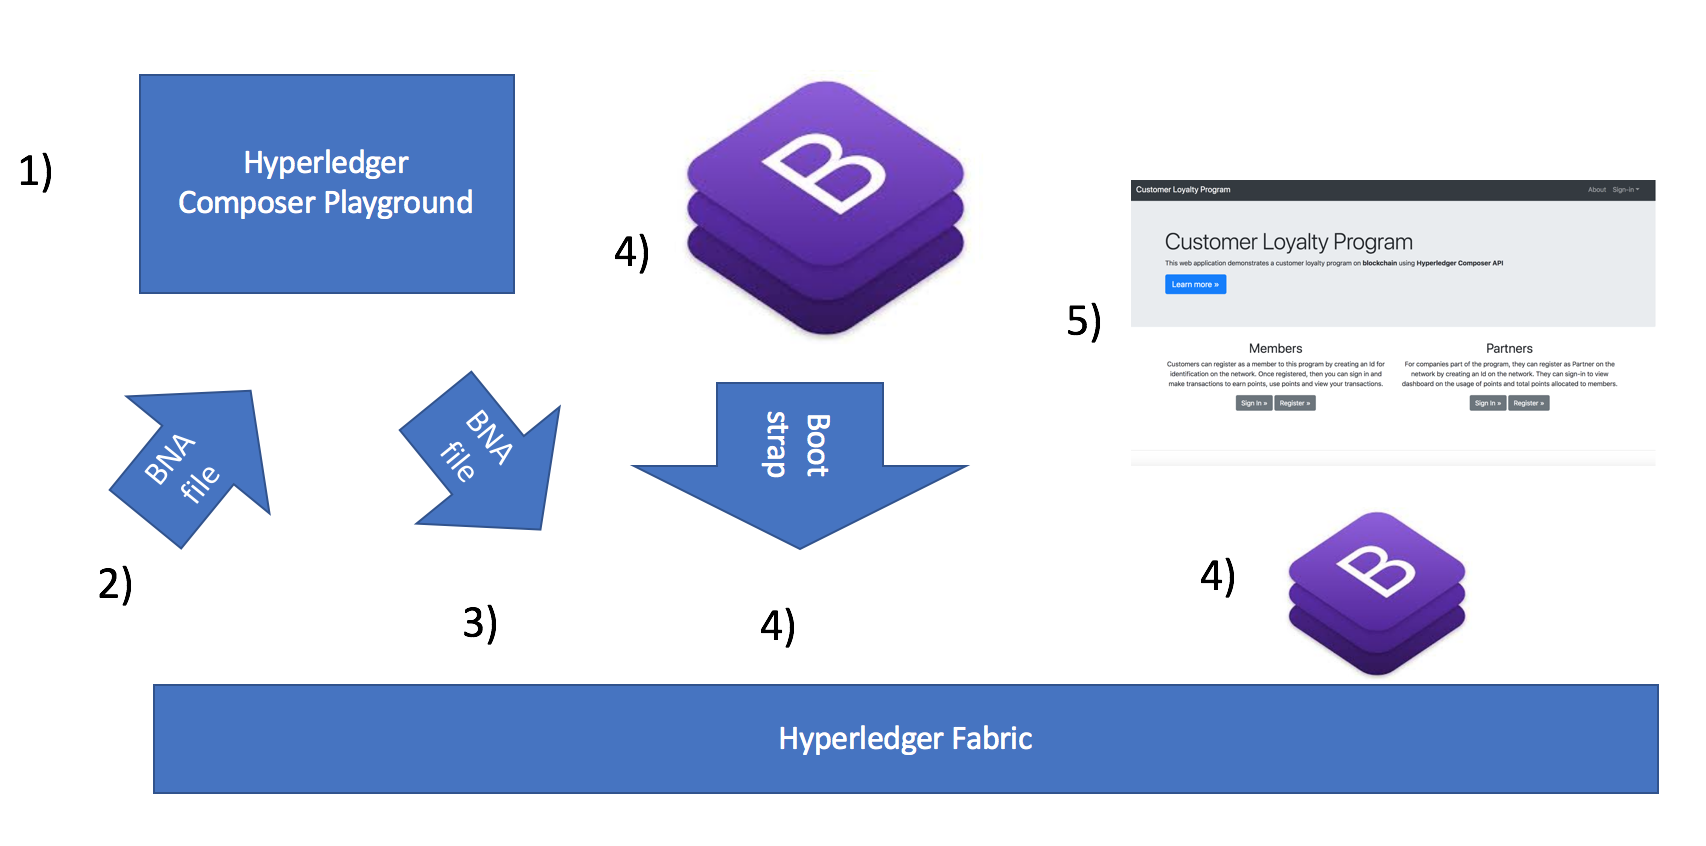 1)
Hyperledger
Composer Playground
2)
BNA
file
3)
BNA
file
4)
B
Boot
strap
4)
5)
Customer Loyalty Program
About Sign-in
Customer Loyalty Program
This web application demonstrates a customer loyalty program on blockchain using Hyperledger Composer API
Learn more »
Members
Customers can register as a member to this program by creating an Id for
identification on the network. Once registered, then you can sign in and
make transactions to earn points, use points and view your transactions.
Sign In » Register »
Partners
For companies part of the program, they can register as Partner on the
network by creating an Id on the network. They can sign-in to view
dashboard on the usage of points and total points allocated to members.
Sign In » Register »
4)
B
Hyperledger Fabric